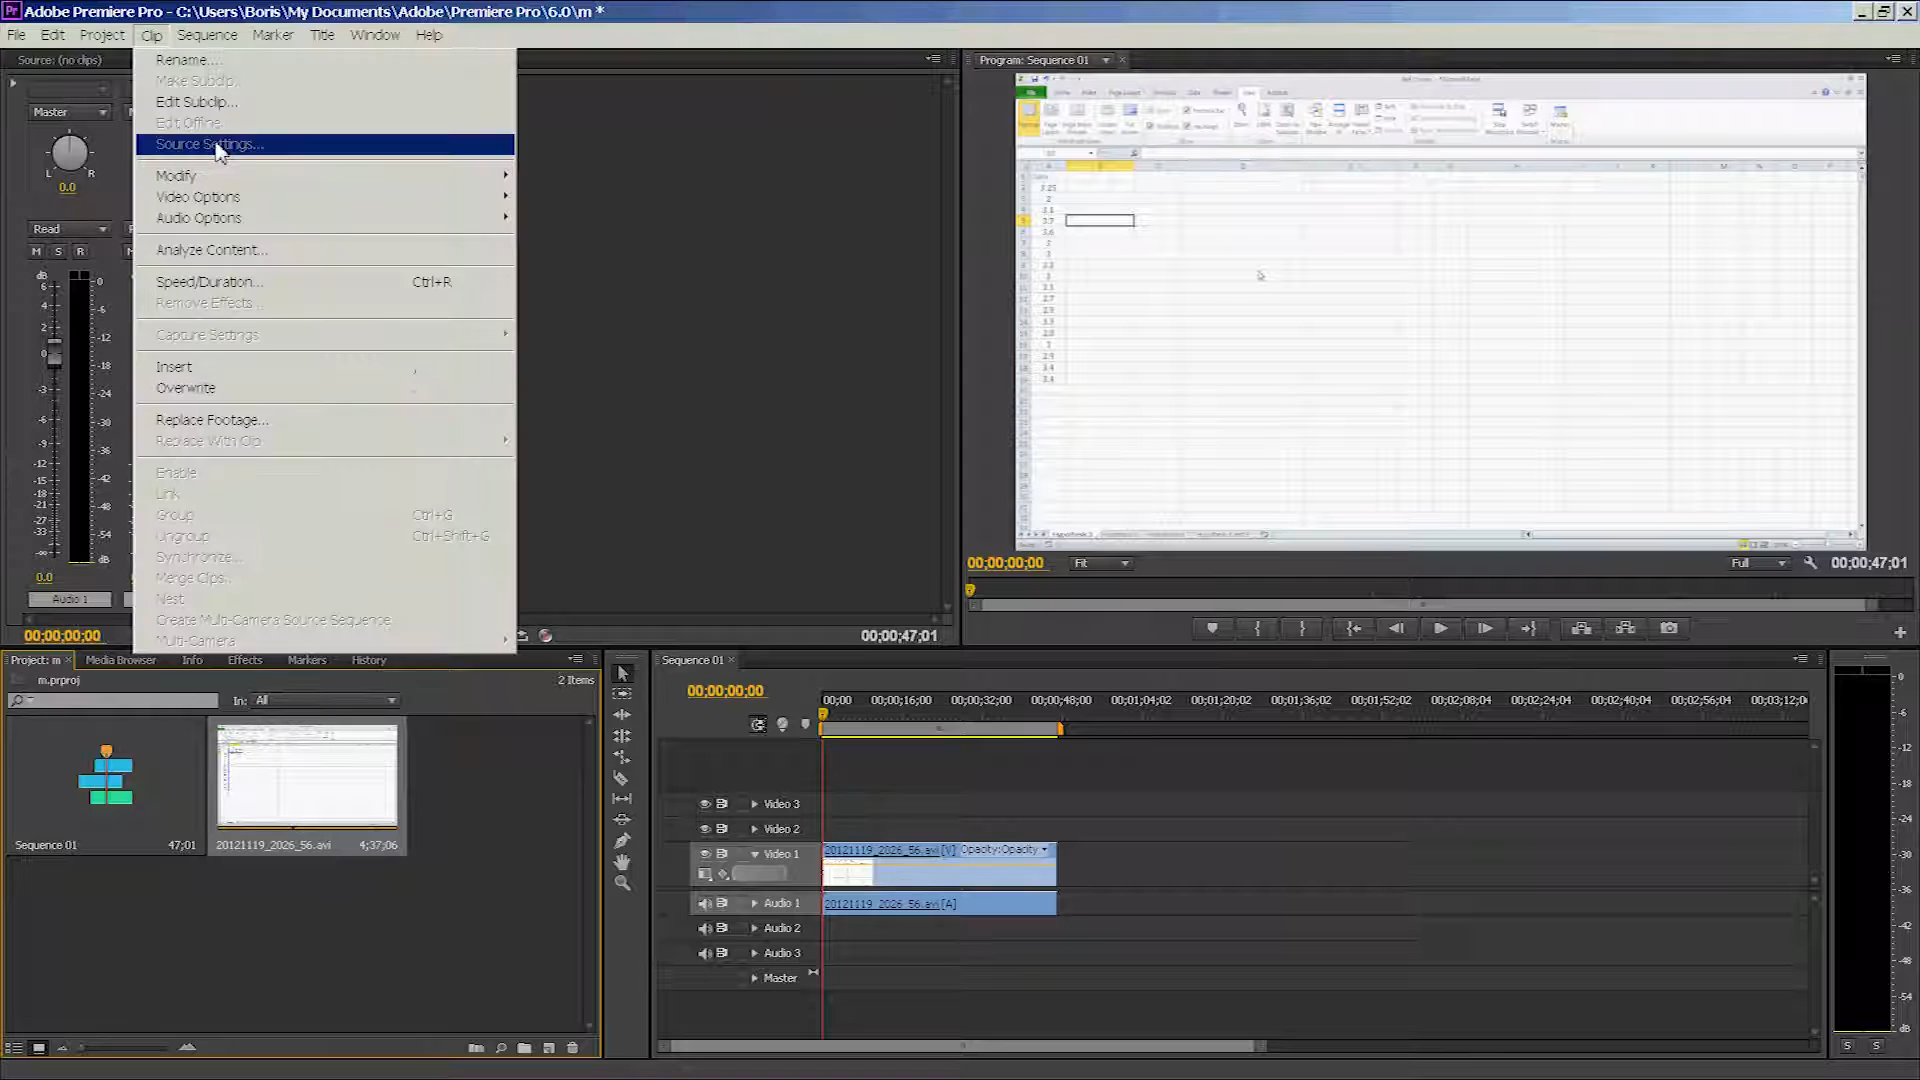 Adobe Premiere Pro - C:\Users\Boris\My Documents\Adobe\Premiere Pro\6.0\m *
File Edit Project Clip Sequence Marker Title Window Help
Source: (no clips)
Master
L R
0.0
Read
M S R
dB
6
4
2
0
-3
-6
-9
-12
-15
-18
-21
-27
-33
-∞
0
-6
-12
-18
-24
-30
-36
-42
-48
-54
dB
0.0
Audio 1
00;00;00;00
00;00;47;01
Rename...
Make Subclip...
Edit Subclip...
Edit Offline...
Source Settings...
Modify
Video Options
Audio Options
Analyze Content...
Speed/Duration... Ctrl+R
Remove Effects...
Capture Settings
Insert ,
Overwrite .
Replace Footage...
Replace With Clip
Enable
Link
Group Ctrl+G
Ungroup Ctrl+Shift+G
Synchronize...
Merge Clips...
Nest
Create Multi-Camera Source Sequence
Multi-Camera
Program: Sequence 01
3.25
2
3.1
00;00;00;00 Fit Full 00;00;47;01
Project: m Media Browser Info Effects Markers History
m.prproj 2 Items
In: All
Sequence 01 47;01
20121119_2026_56.avi 4;37;06
Sequence 01
00;00;00;00
00;00 00;00;16;00 00;00;32;00 00;00;48;00 00;01;04;02 00;01;20;02 00;01;36;02 00;01;52;02 00;02;08;04 00;02;24;04 00;02;40;04 00;02;56;04 00;03;12;0
Video 3
Video 2
Video 1
20121119_2026_56.avi [V] Opacity:Opacity
Audio 1
20121119_2026_56.avi [A]
Audio 2
Audio 3
Master
0
-6
-12
-18
-24
-30
-36
-42
-48
-54
dB
S S